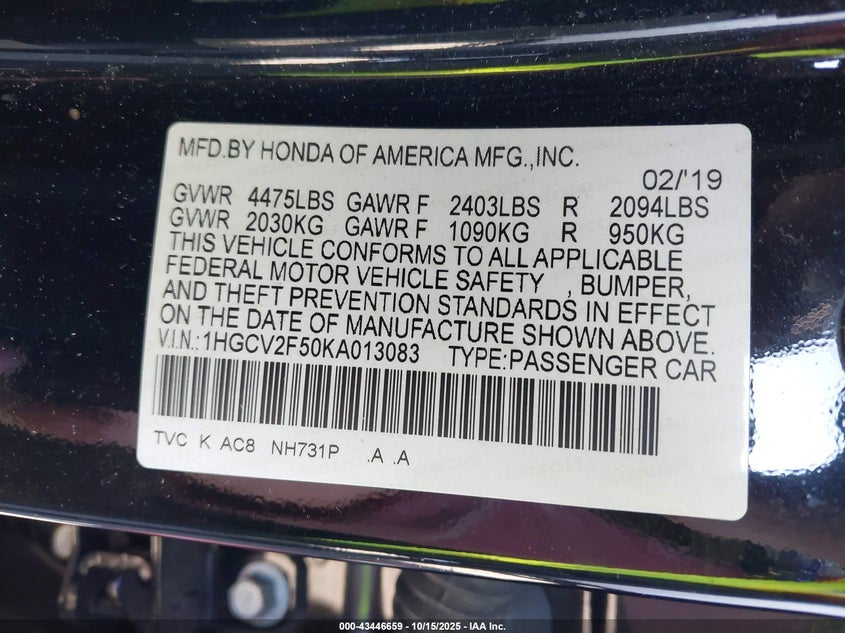 MFD.BY HONDA OF AMERICA MFG.,INC.
02/'19
GVWR 4475LBS GAWR F 2403LBS R 2094LBS
GVWR 2030KG GAWR F 1090KG R 950KG
THIS VEHICLE CONFORMS TO ALL APPLICABLE
FEDERAL MOTOR VEHICLE SAFETY , BUMPER,
AND THEFT PREVENTION STANDARDS IN EFFECT
ON THE DATE OF MANUFACTURE SHOWN ABOVE.
V.I.N.:1HGCV2F50KA013083 TYPE:PASSENGER CAR
TVC K AC8 NH731P .A .A
000-43446659 - 10/15/2025 - IAA Inc.